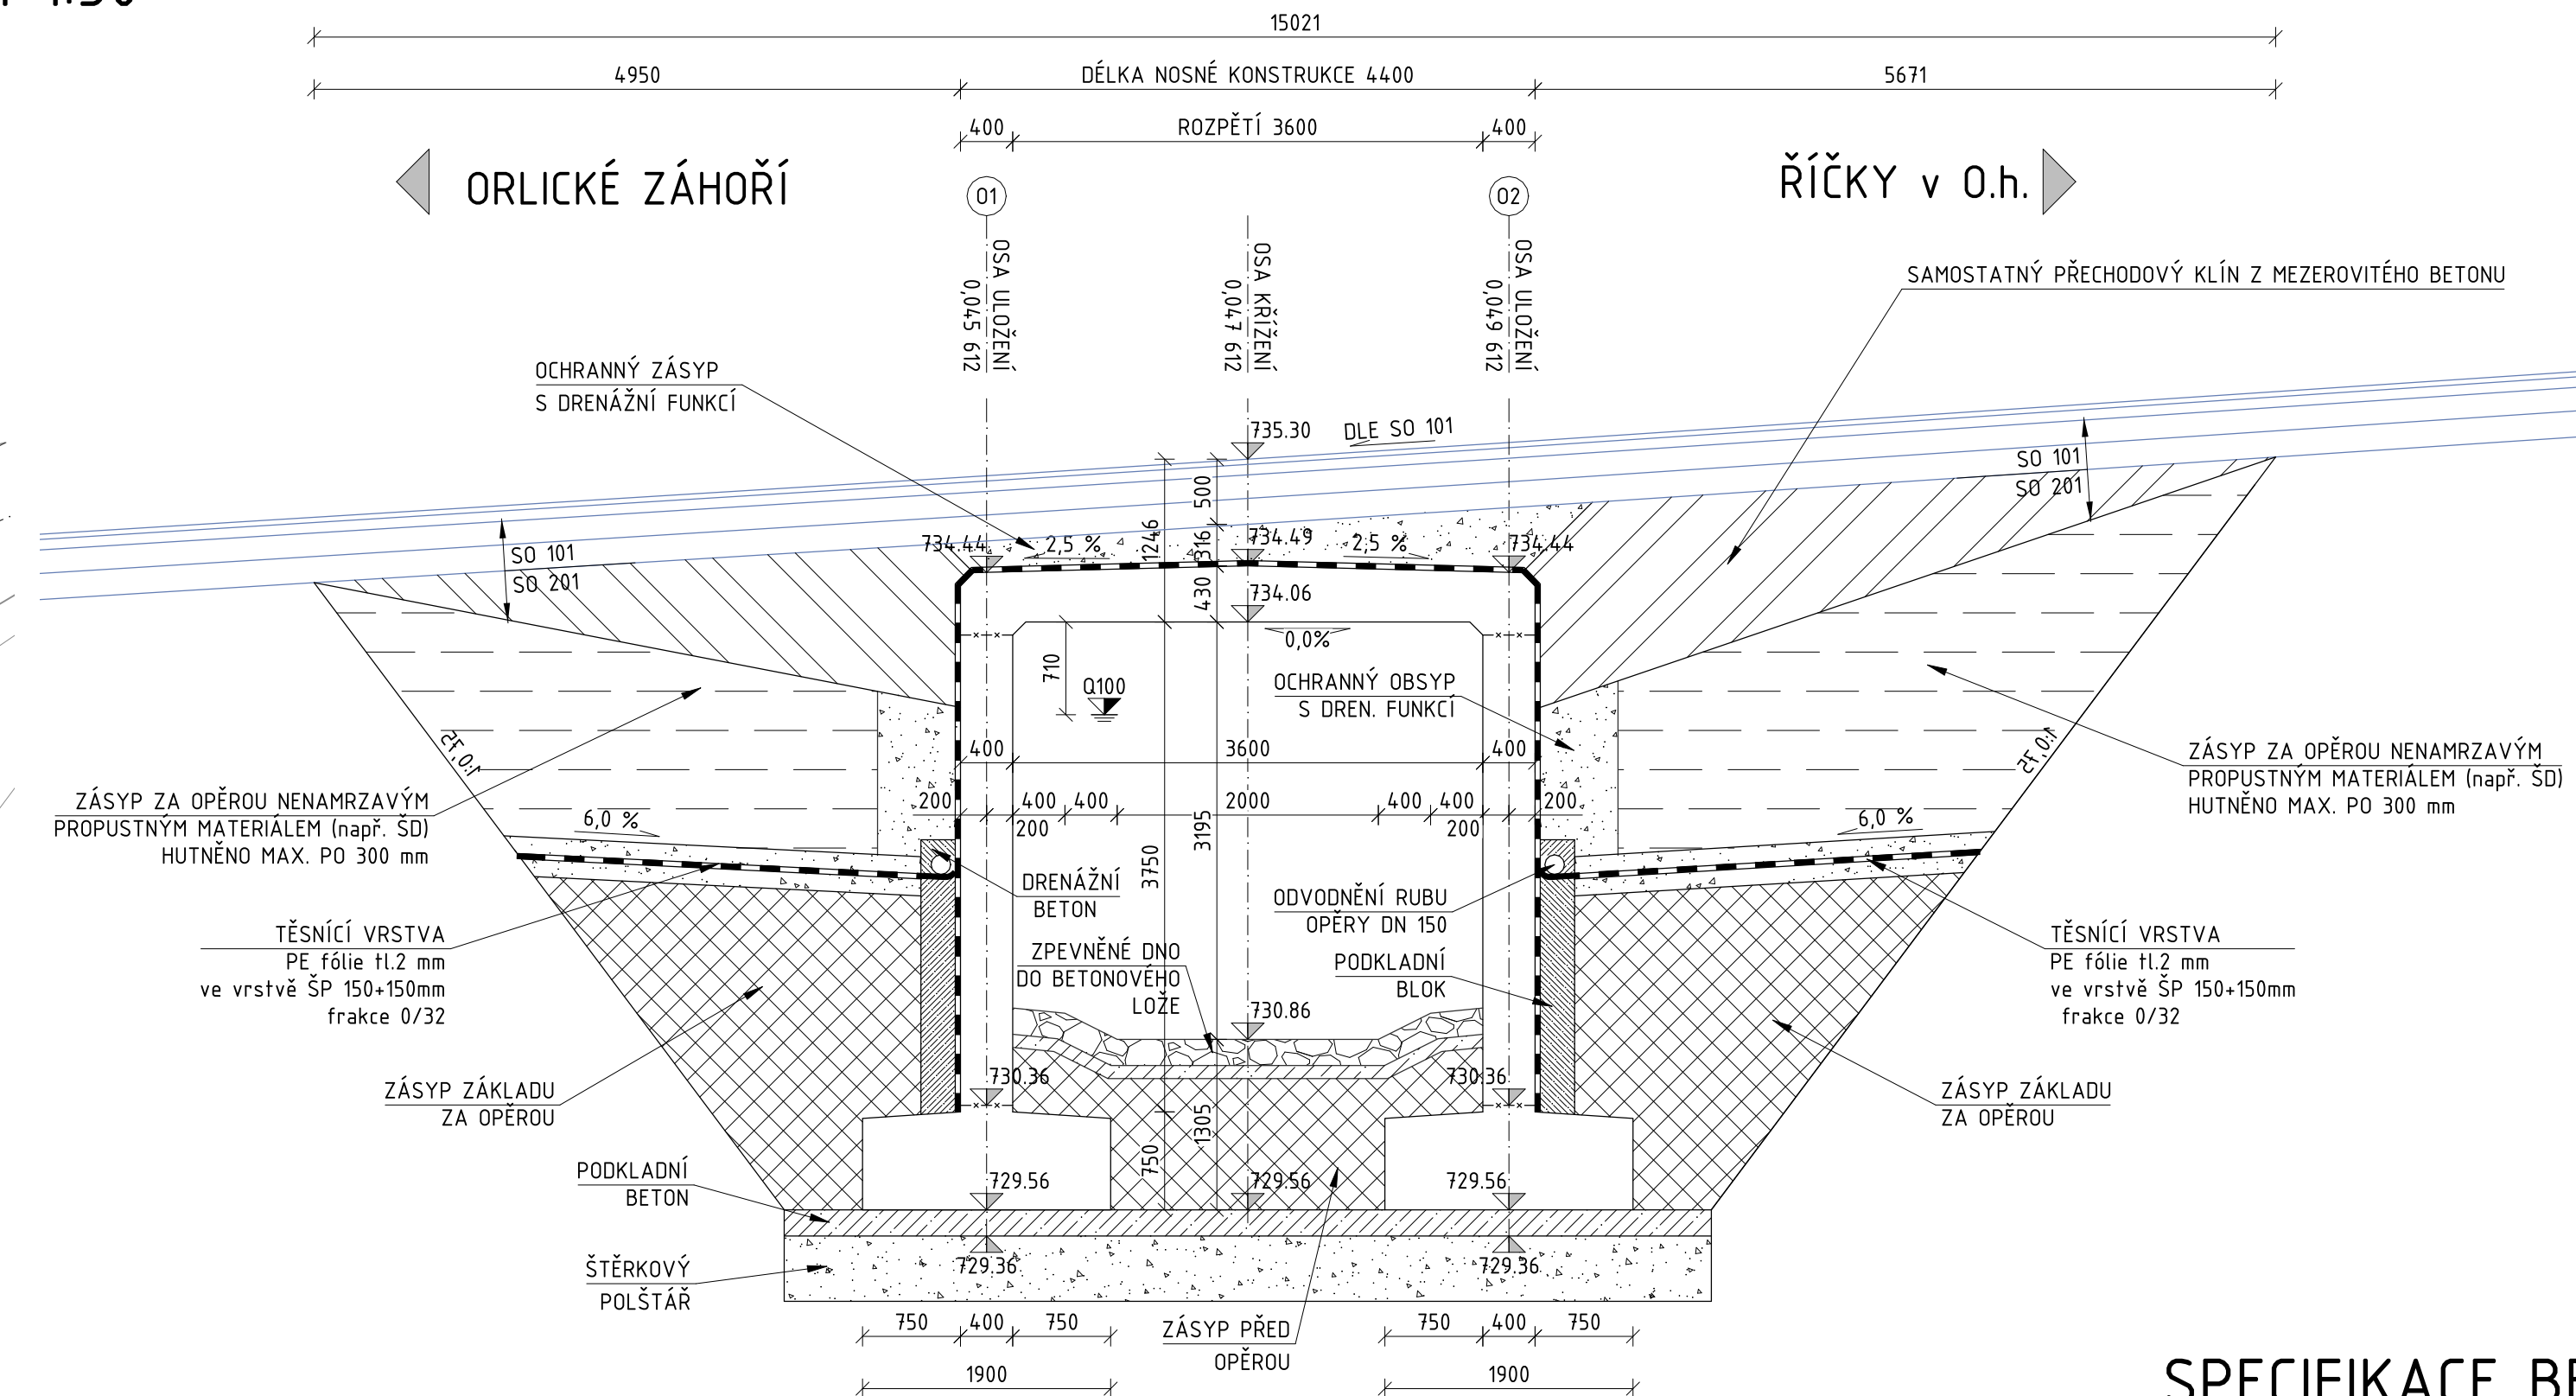 15021
4950
DÉLKA NOSNÉ KONSTRUKCE 4400
5671
400
ROZPĚTÍ 3600
400
ORLICKÉ ZÁHOŘÍ
ŘÍČKY v O.h.
O1
O2
OSA ULOŽENÍ
0,045 612
OSA KŘÍŽENÍ
0,047 612
OSA ULOŽENÍ
0,049 612
SAMOSTATNÝ PŘECHODOVÝ KLÍN Z MEZEROVITÉHO BETONU
OCHRANNÝ ZÁSYP
S DRENÁŽNÍ FUNKCÍ
735.30
DLE SO 101
SO 101
SO 201
500
1246
316
430
734.44
2,5 %
734.49
2,5 %
734.44
SO 101
SO 201
734.06
0,0%
710
Q100
OCHRANNÝ OBSYP
S DREN. FUNKCÍ
1:0,75
1:0,75
400
3600
400
ZÁSYP ZA OPĚROU NENAMRZAVÝM
PROPUSTNÝM MATERIÁLEM (např. ŠD)
HUTNĚNO MAX. PO 300 mm
ZÁSYP ZA OPĚROU NENAMRZAVÝM
PROPUSTNÝM MATERIÁLEM (např. ŠD)
HUTNĚNO MAX. PO 300 mm
200
400
400
2000
400
400
200
200
200
6,0 %
6,0 %
3195
3750
DRENÁŽNÍ
BETON
ODVODNĚNÍ RUBU
OPĚRY DN 150
TĚSNÍCÍ VRSTVA
PE fólie tl.2 mm
ve vrstvě ŠP 150+150mm
frakce 0/32
ZPEVNĚNÉ DNO
DO BETONOVÉHO
LOŽE
PODKLADNÍ
BLOK
TĚSNÍCÍ VRSTVA
PE fólie tl.2 mm
ve vrstvě ŠP 150+150mm
frakce 0/32
730.86
730.36
730.36
ZÁSYP ZÁKLADU
ZA OPĚROU
ZÁSYP ZÁKLADU
ZA OPĚROU
1305
750
PODKLADNÍ
BETON
729.56
729.56
729.56
ŠTĚRKOVÝ
POLŠTÁŘ
729.36
729.36
750
400
750
ZÁSYP PŘED
OPĚROU
750
400
750
1900
1900